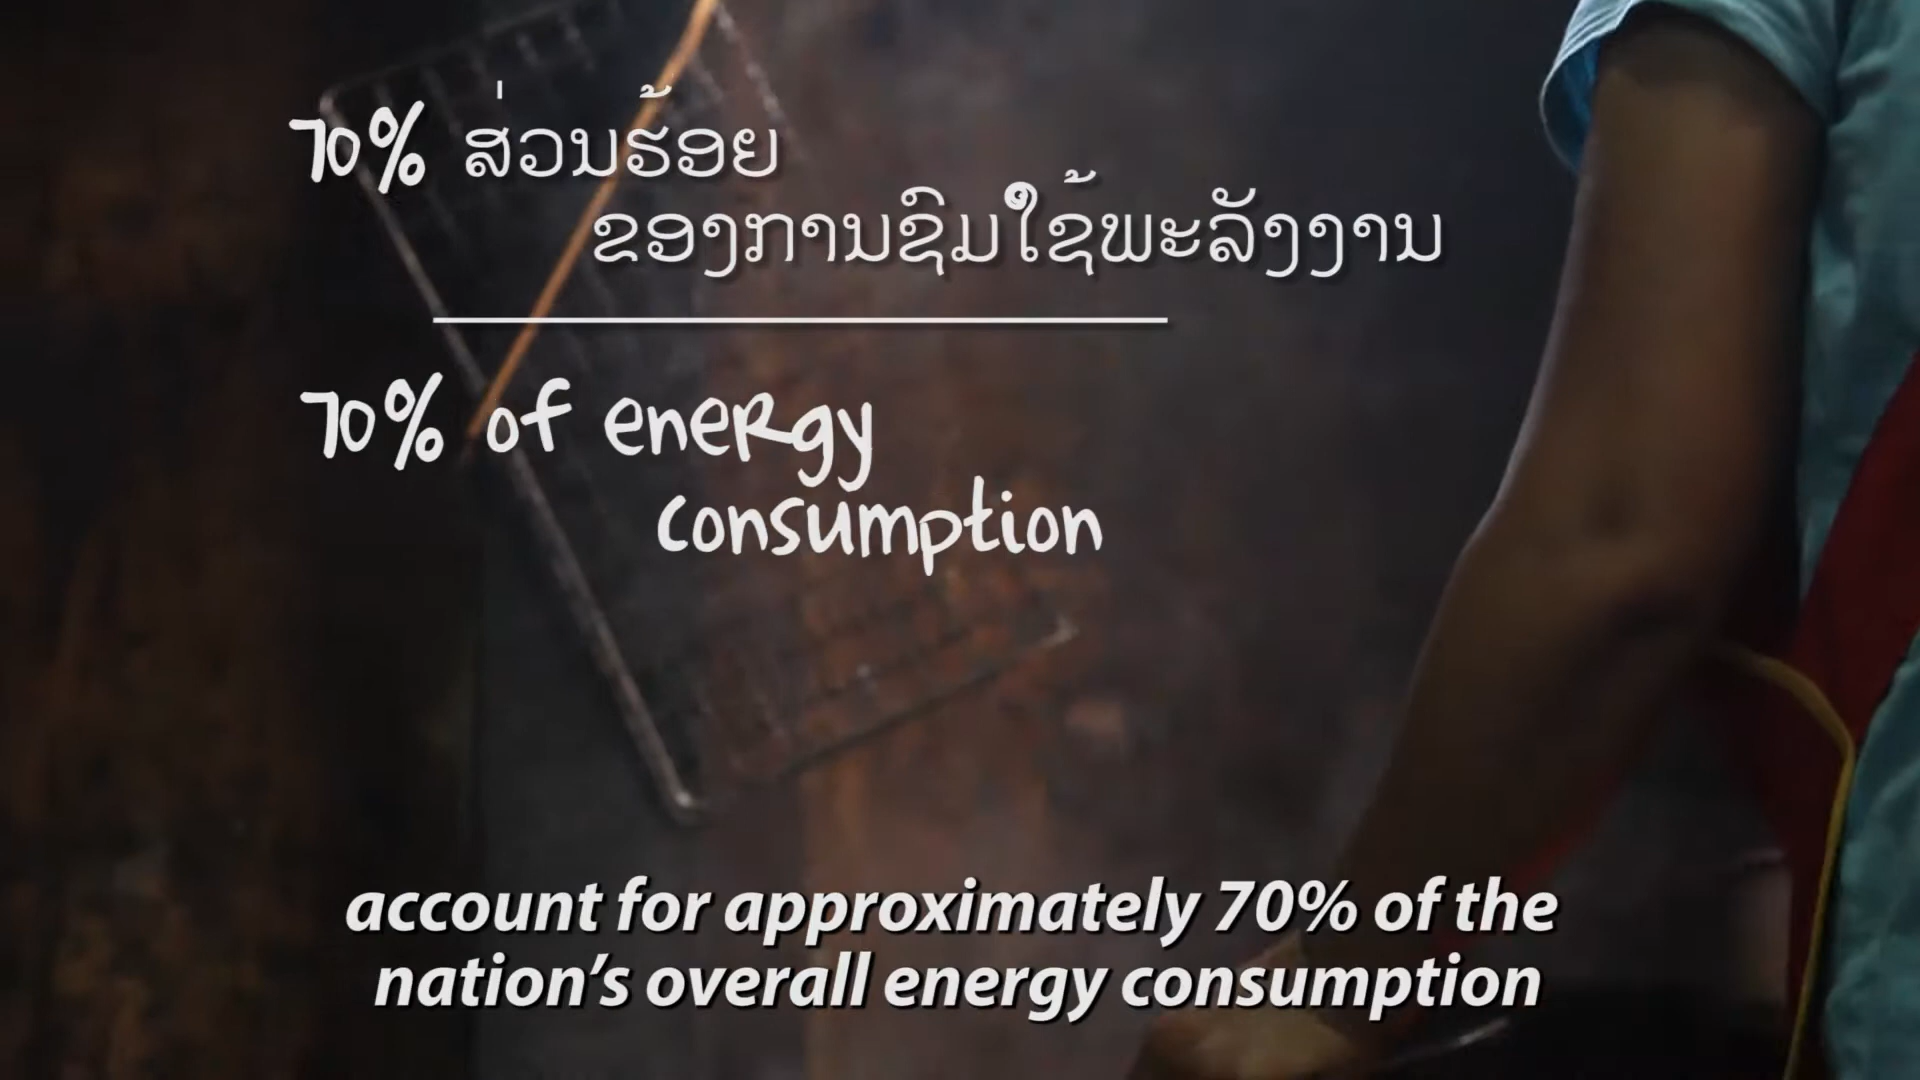 70% ສ່ວນຮ້ອຍ
ຂອງການຊົມໃຊ້ພະລັງງານ
70% of energy
consumption
account for approximately 70% of the
nation's overall energy consumption